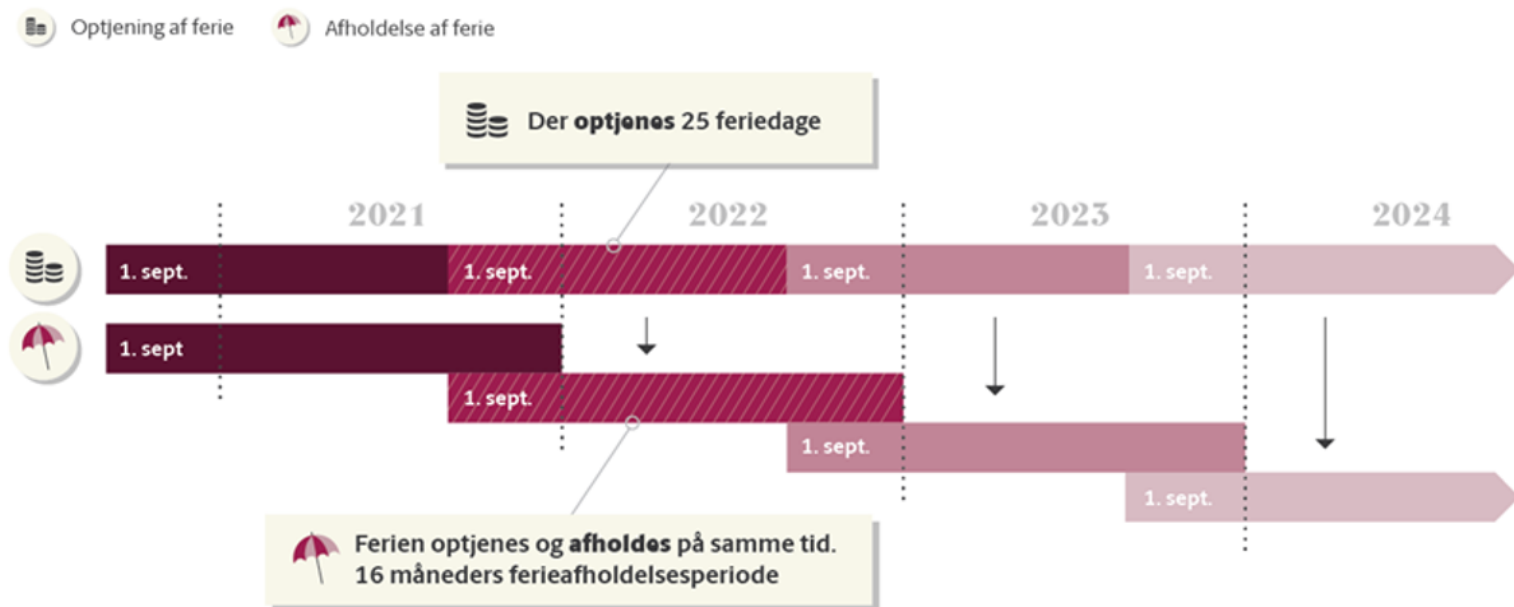 Optjening af ferie
Afholdelse af ferie
Der optjenes 25 feriedage
2021
2022
2023
2024
1. sept.
1. sept.
1. sept.
1. sept.
1. sept
1. sept.
1. sept.
1. sept.
Ferien optjenes og afholdes på samme tid.
16 måneders ferieafholdelsesperiode